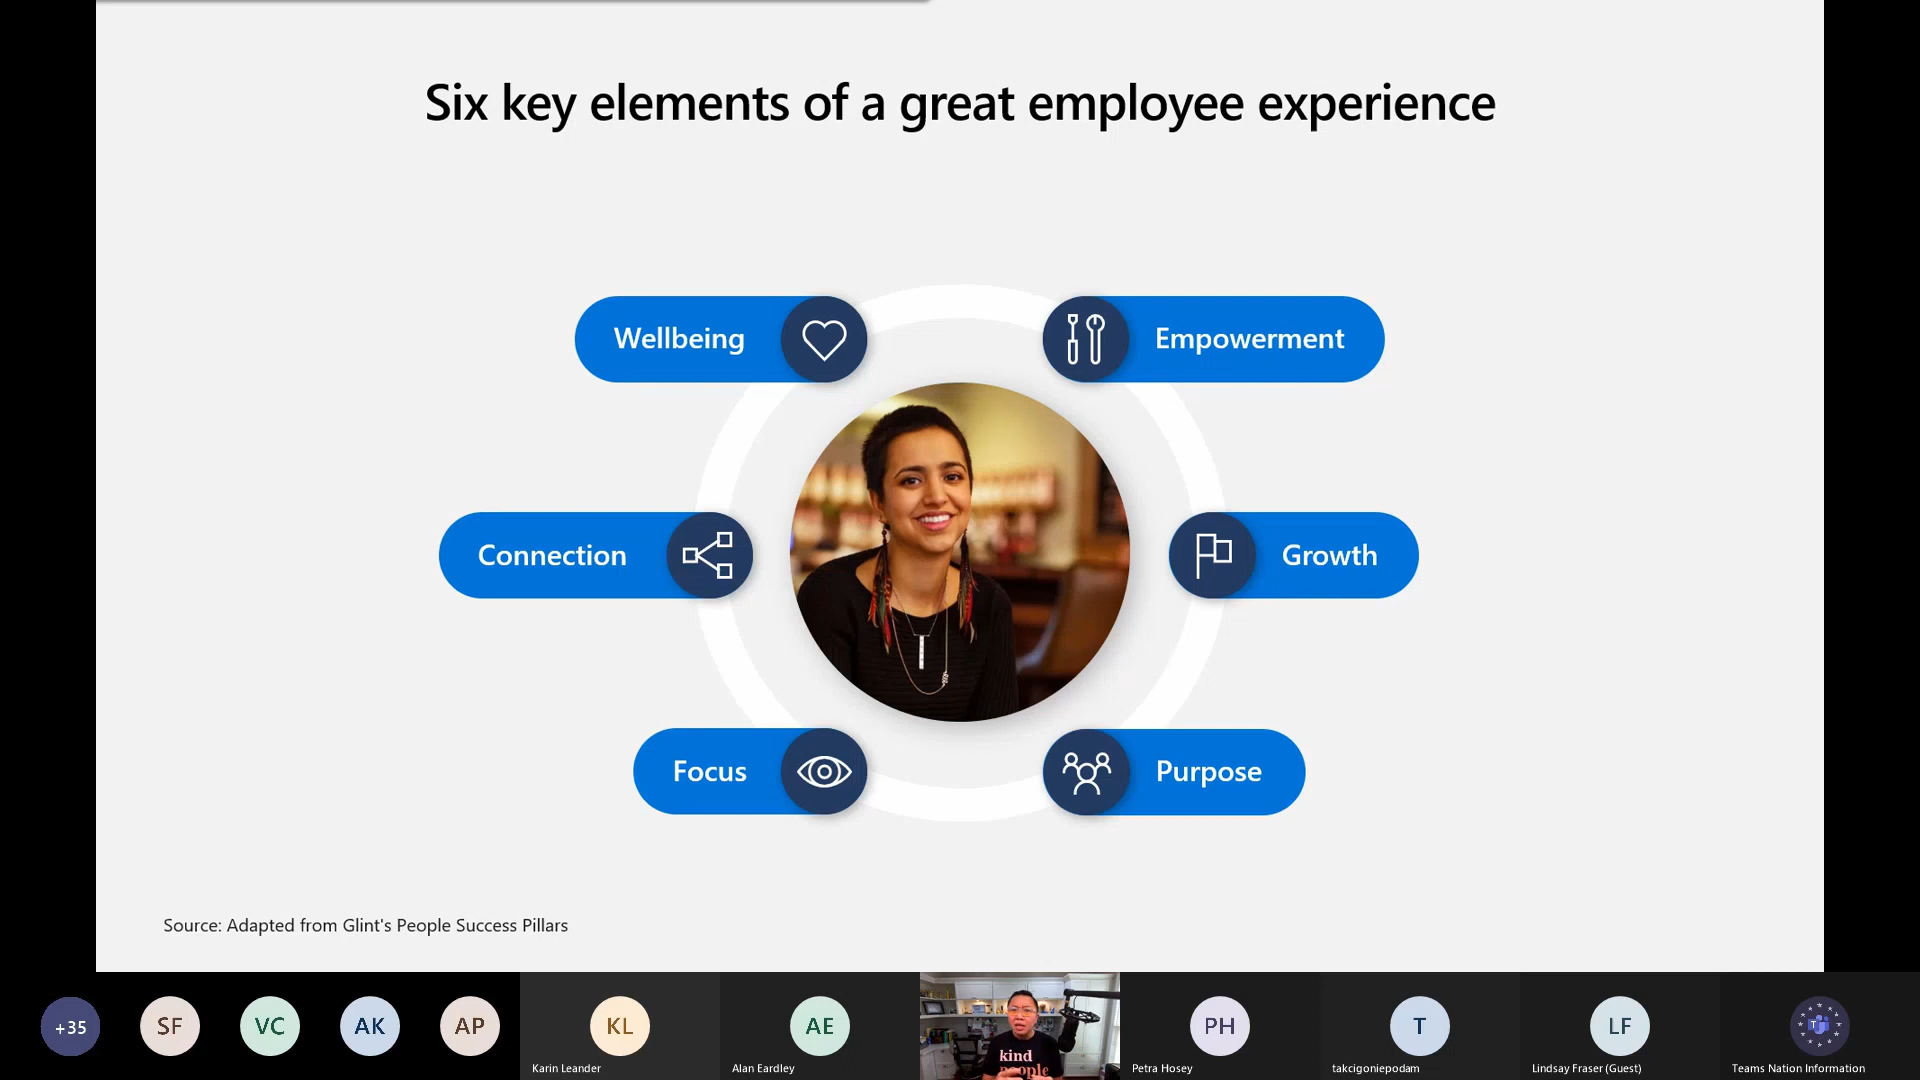 Six key elements of a great employee experience
Wellbeing
Empowerment
Connection
Growth
Focus
Purpose
Source: Adapted from Glint's People Success Pillars
+35
SF
VC
AK
AP
KL
Karin Leander
AE
Alan Eardley
kind
people
PH
Petra Hosey
T
takcigoniepodam
LF
Lindsay Fraser (Guest)
T
Teams Nation Information